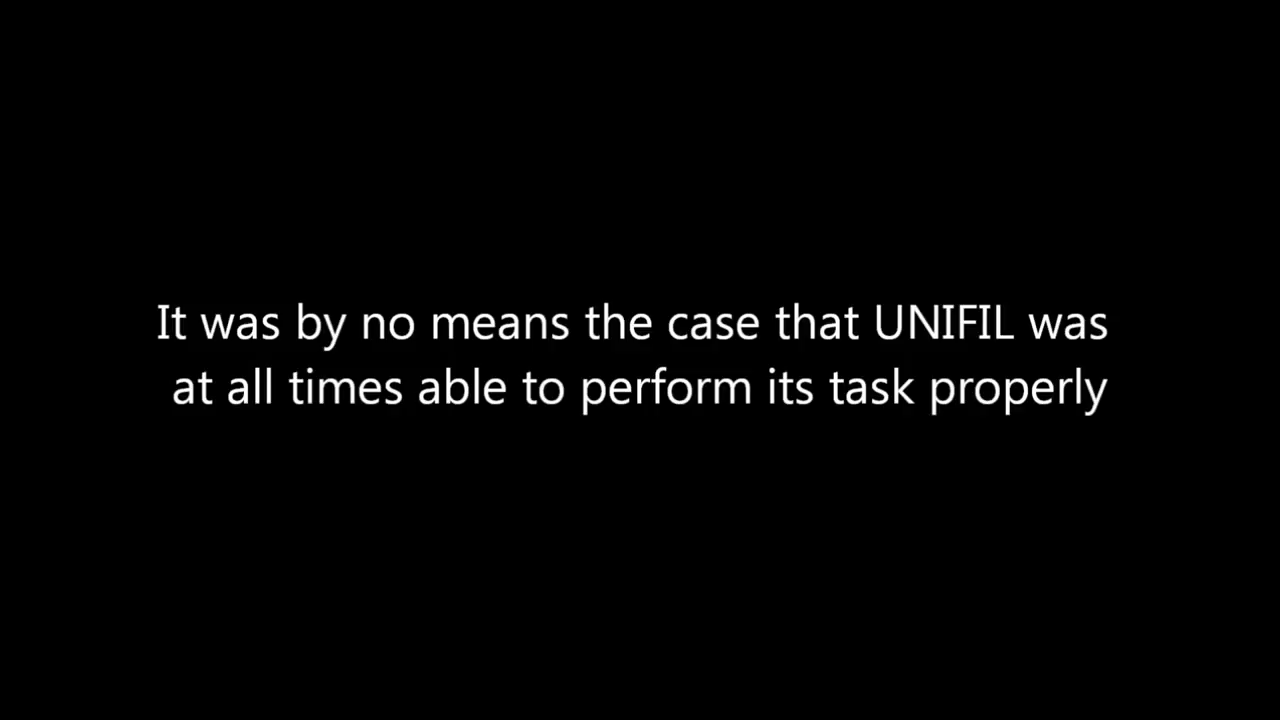 It was by no means the case that UNIFIL was
at all times able to perform its task properly